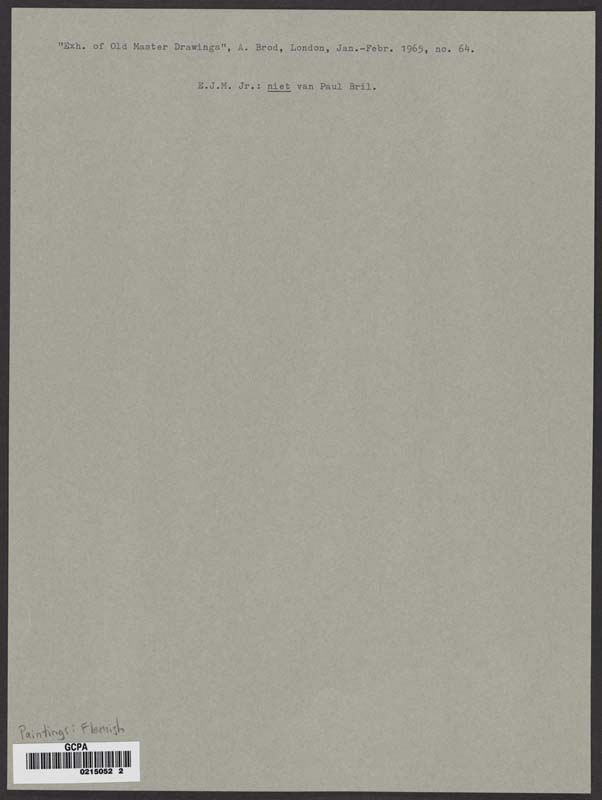 "Exh. of Old Master Drawings", A. Brod, London, Jan.-Febr. 1965, no. 64.
E.J.M. Jr.: niet van Paul Bril.
Paintings: Flemish
GCPA
0215052 2